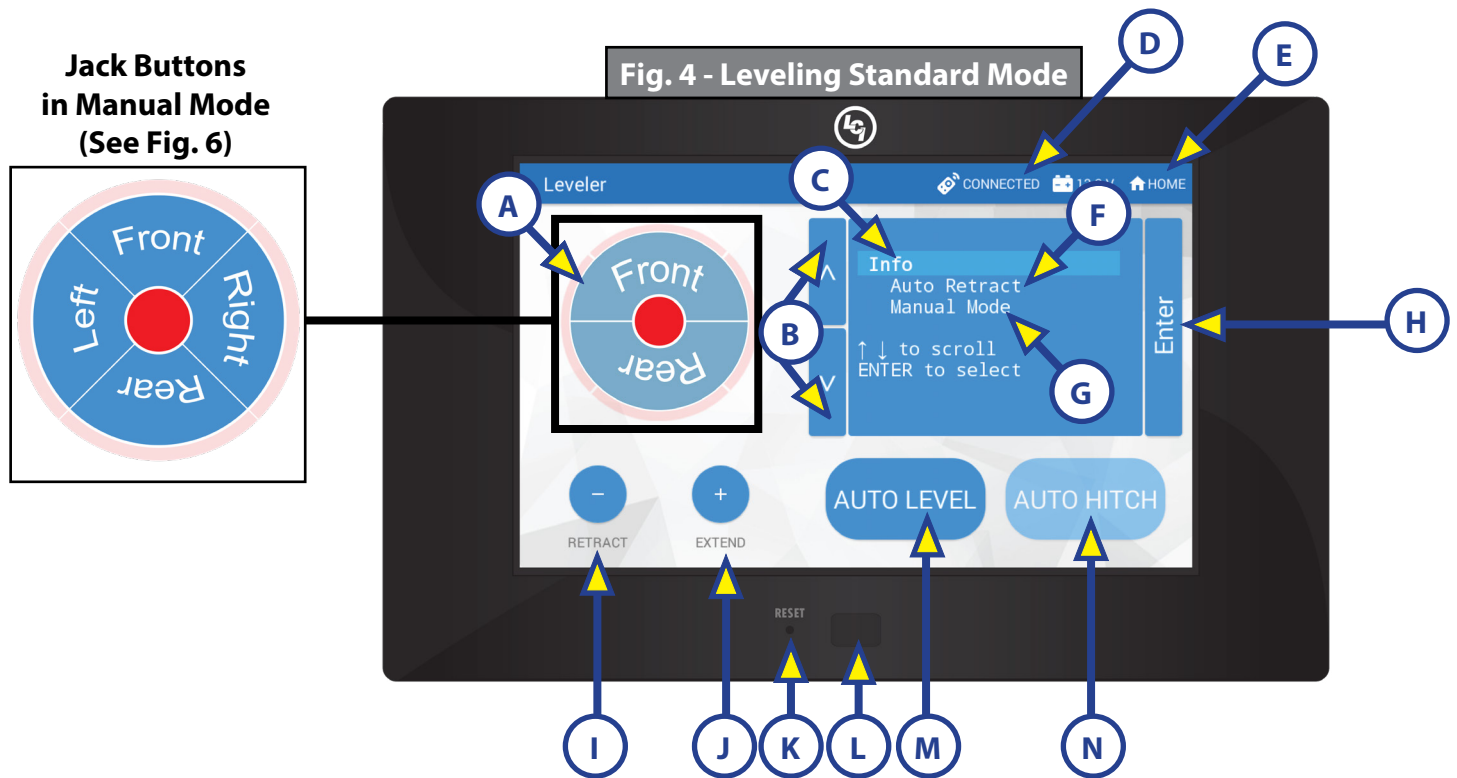 Jack Buttons
in Manual Mode
(See Fig. 6)
Front
Left
Right
Rear
Fig. 4 - Leveling Standard Mode
LCI
Leveler
CONNECTED
HOME
Front
Rear
Info
Auto Retract
Manual Mode
↑ ↓ to scroll
ENTER to select
Enter
−
+
RETRACT
EXTEND
AUTO LEVEL
AUTO HITCH
RESET
A
B
C
D
E
F
G
H
I
J
K
L
M
N